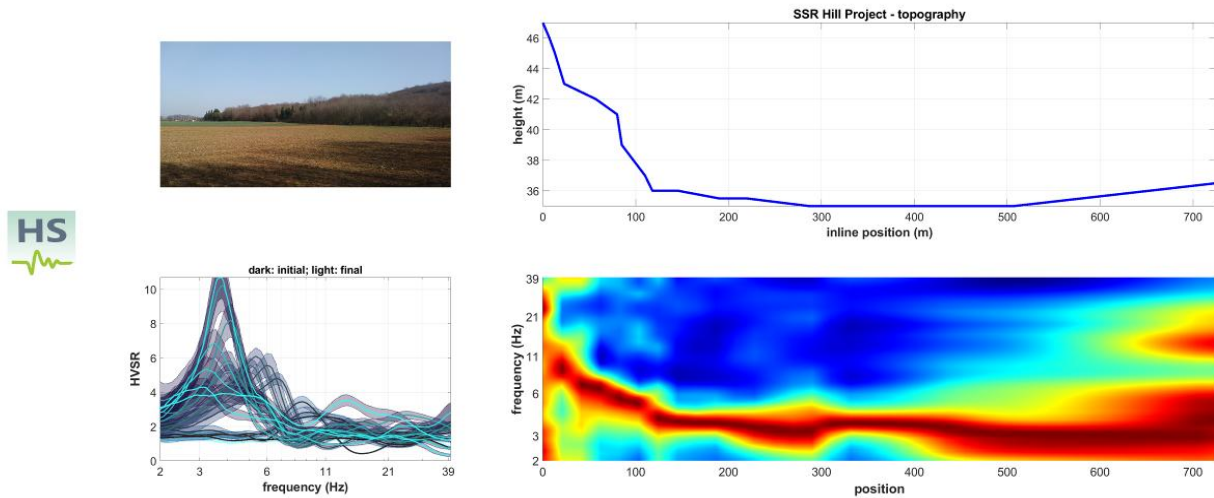 SSR Hill Project - topography
46
44
42
40
38
36
height (m)
0 100 200 300 400 500 600 700
inline position (m)
HS
dark: initial; light: final
10
8
6
4
2
0
HVSR
2 3 6 11 21 39
frequency (Hz)
39
21
11
6
3
2
frequency (Hz)
0 100 200 300 400 500 600 700
position